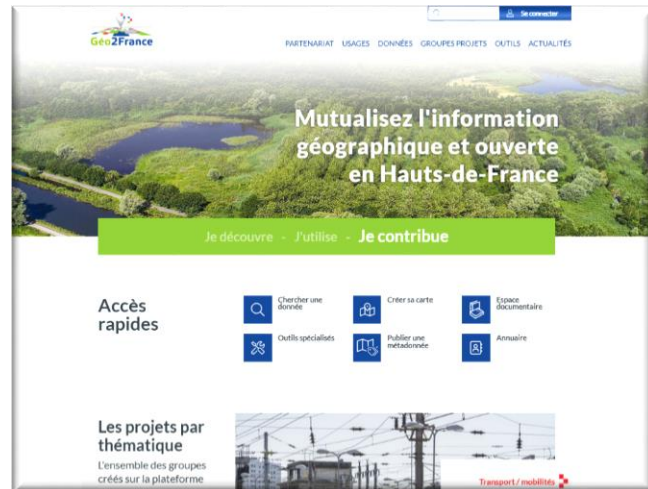 Géo2France
Se connecter
PARTENARIAT USAGES DONNÉES GROUPES PROJETS OUTILS ACTUALITÉS
Mutualisez l'information
géographique et ouverte
en Hauts-de-France
Je découvre - J'utilise - Je contribue
Accès
rapides
Chercher une
donnée
Créer sa carte
Espace
documentaire
Outils spécialisés
Publier une
métadonnée
Annuaire
Les projets par
thématique
L'ensemble des groupes
créés sur la plateforme
Transport / mobilités